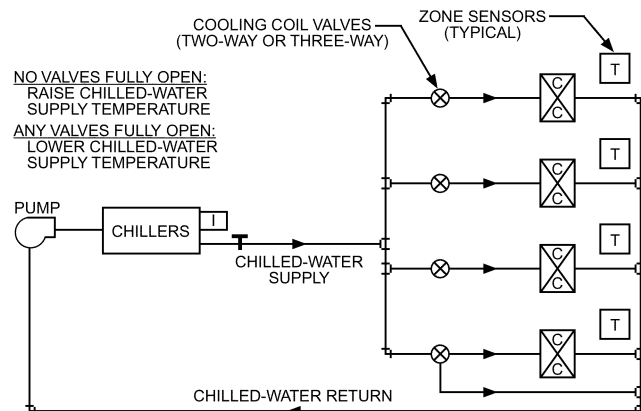 COOLING COIL VALVES
(TWO-WAY OR THREE-WAY)
ZONE SENSORS
(TYPICAL)
NO VALVES FULLY OPEN:
RAISE CHILLED-WATER
SUPPLY TEMPERATURE
ANY VALVES FULLY OPEN:
LOWER CHILLED-WATER
SUPPLY TEMPERATURE
T
C
C
T
C
C
PUMP
CHILLERS
I
CHILLED-WATER
SUPPLY
T
C
C
T
C
C
CHILLED-WATER RETURN